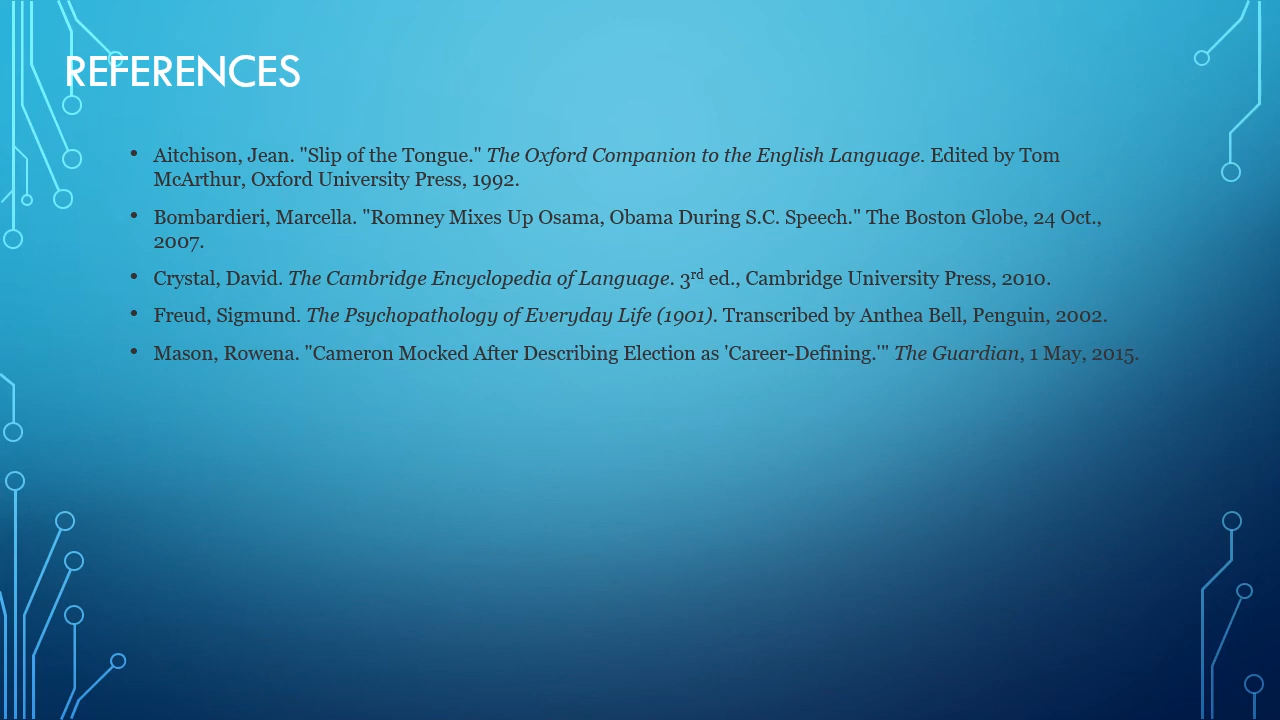 REFERENCES
• Aitchison, Jean. "Slip of the Tongue." The Oxford Companion to the English Language. Edited by Tom
McArthur, Oxford University Press, 1992.
• Bombardieri, Marcella. "Romney Mixes Up Osama, Obama During S.C. Speech." The Boston Globe, 24 Oct.,
2007.
• Crystal, David. The Cambridge Encyclopedia of Language. 3rd ed., Cambridge University Press, 2010.
• Freud, Sigmund. The Psychopathology of Everyday Life (1901). Transcribed by Anthea Bell, Penguin, 2002.
• Mason, Rowena. "Cameron Mocked After Describing Election as 'Career-Defining.'" The Guardian, 1 May, 2015.